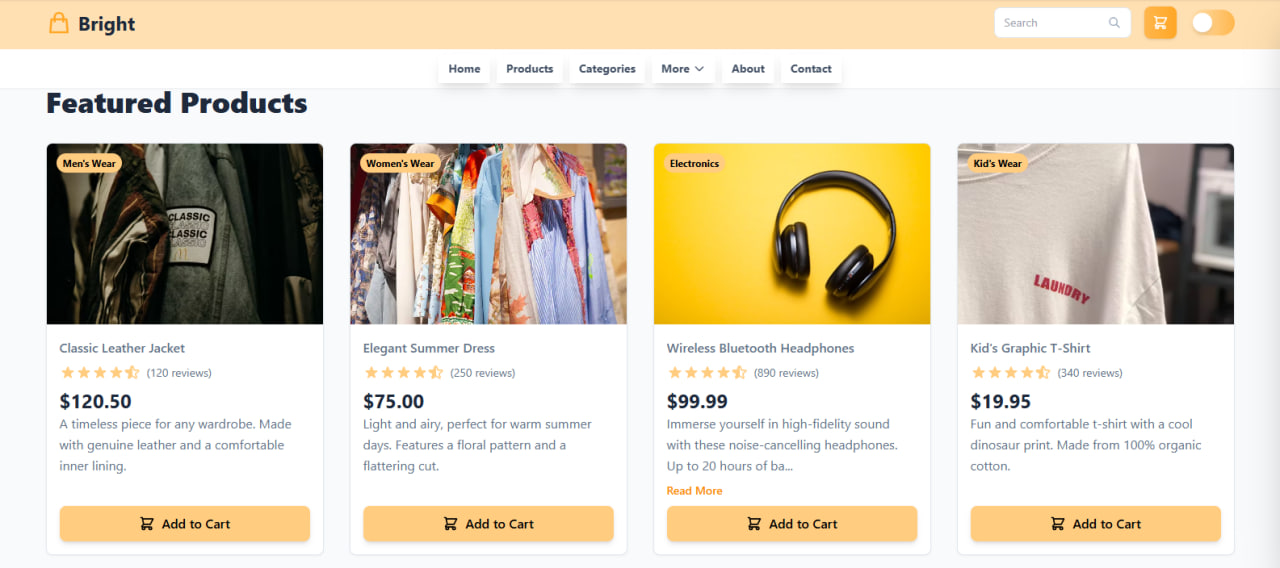 Bright
Search
Home
Products
Categories
More
About
Contact
Featured Products
Men's Wear
CLASSIC
CLASSIC
CLASSIC
Classic Leather Jacket
(120 reviews)
$120.50
A timeless piece for any wardrobe. Made
with genuine leather and a comfortable
inner lining.
Add to Cart
Women's Wear
Elegant Summer Dress
(250 reviews)
$75.00
Light and airy, perfect for warm summer
days. Features a floral pattern and a
flattering cut.
Add to Cart
Electronics
Wireless Bluetooth Headphones
(890 reviews)
$99.99
Immerse yourself in high-fidelity sound
with these noise-cancelling headphones.
Up to 20 hours of ba...
Read More
Add to Cart
Kid's Wear
LAUNDRY
Kid's Graphic T-Shirt
(340 reviews)
$19.95
Fun and comfortable t-shirt with a cool
dinosaur print. Made from 100% organic
cotton.
Add to Cart